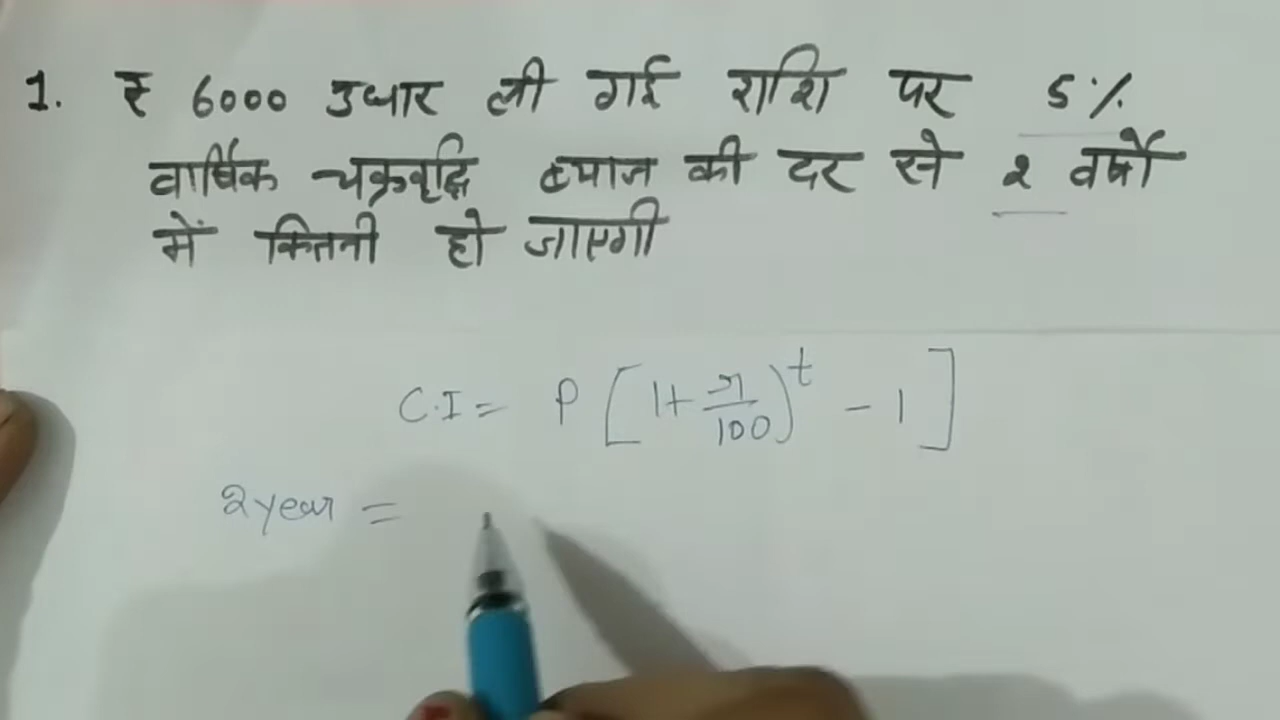 1. ₹ 6000 उधार ली गई राशि पर 5%
वार्षिक चक्रवृद्धि ब्याज की दर से 2 वर्षों
में कितनी हो जाएगी
C.I = P [1+ r/100)^t - 1]
2 year =